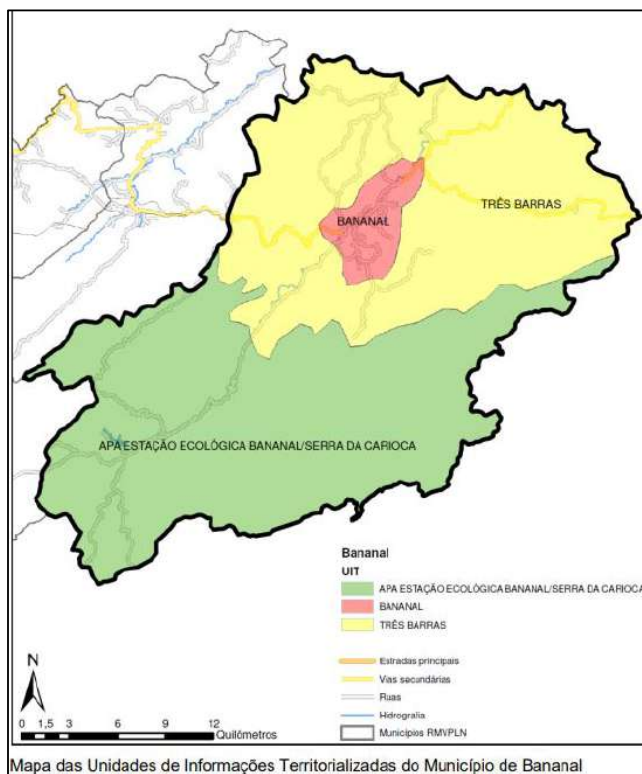 TRÊS BARRAS
BANANAL
APA ESTAÇÃO ECOLÓGICA BANANAL/SERRA DA CARIOCA
Bananal
UIT
APA ESTAÇÃO ECOLÓGICA BANANAL/SERRA DA CARIOCA
BANANAL
TRÊS BARRAS
Estradas principais
Vias secundárias
Ruas
Hidrografia
Municípios RMVPLN
N
0 1,5 3 6 9 12
Quilômetros
Mapa das Unidades de Informações Territorializadas do Município de Bananal